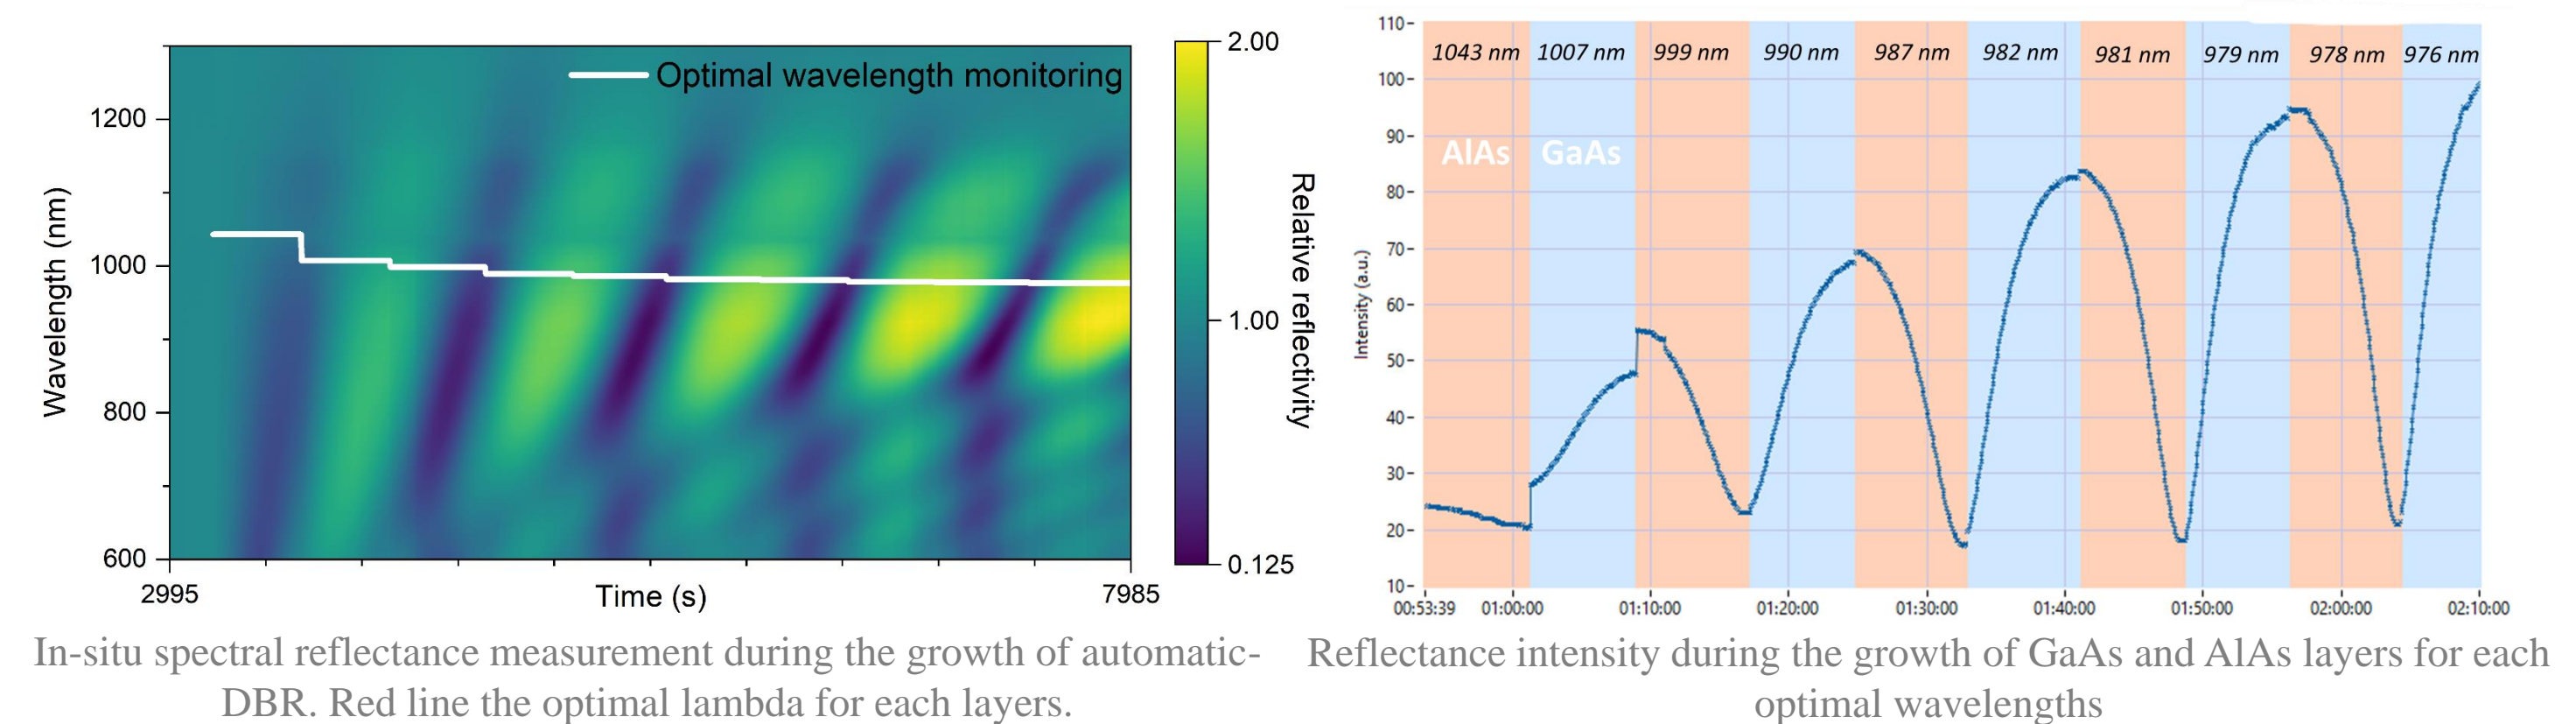 Optimal wavelength monitoring
Wavelength (nm)
1200
1000
800
600
2995
Time (s)
7985
2.00
1.00
0.125
Relative reflectivity
In-situ spectral reflectance measurement during the growth of automatic-
DBR. Red line the optimal lambda for each layers.
Intensity (a.u.)
110
100
90
80
70
60
50
40
30
20
10
1043 nm 1007 nm 999 nm 990 nm 987 nm 982 nm 981 nm 979 nm 978 nm 976 nm
AlAs GaAs
00:53:39 01:00:00 01:10:00 01:20:00 01:30:00 01:40:00 01:50:00 02:00:00 02:10:00
Reflectance intensity during the growth of GaAs and AlAs layers for each
optimal wavelengths